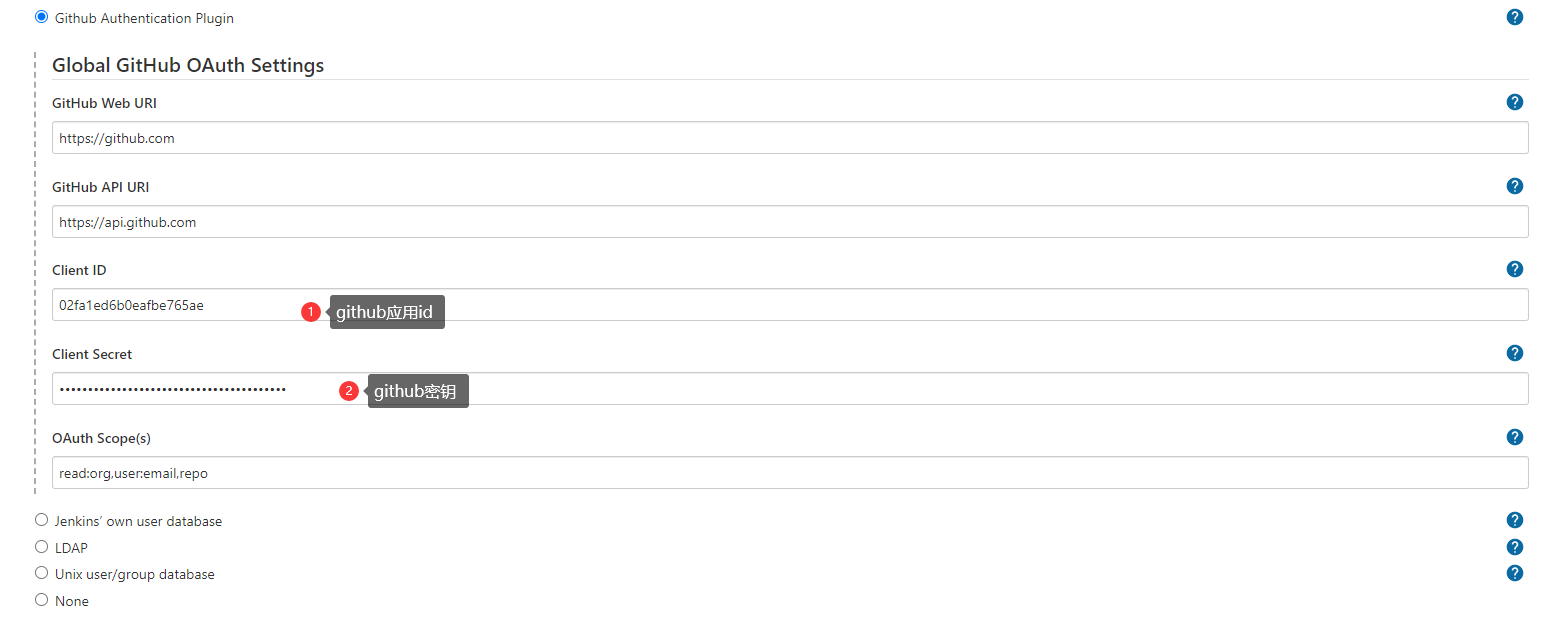 Github Authentication Plugin
Global GitHub OAuth Settings
GitHub Web URI
https://github.com
GitHub API URI
https://api.github.com
Client ID
02fa1ed6b0eafbe765ae
1 github应用id
Client Secret
••••••••••••••••••••••••••••••••••••••••
2 github密钥
OAuth Scope(s)
read:org,user:email,repo
Jenkins’ own user database
LDAP
Unix user/group database
None